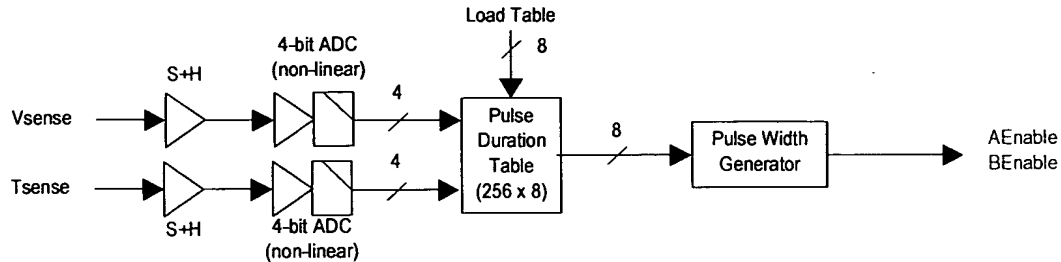 Load Table
8
4-bit ADC
(non-linear)
S+H
4
Vsense
Pulse
Duration
Table
(256 x 8)
8
Pulse Width
Generator
AEnable
BEnable
4
Tsense
S+H
4-bit ADC
(non-linear)